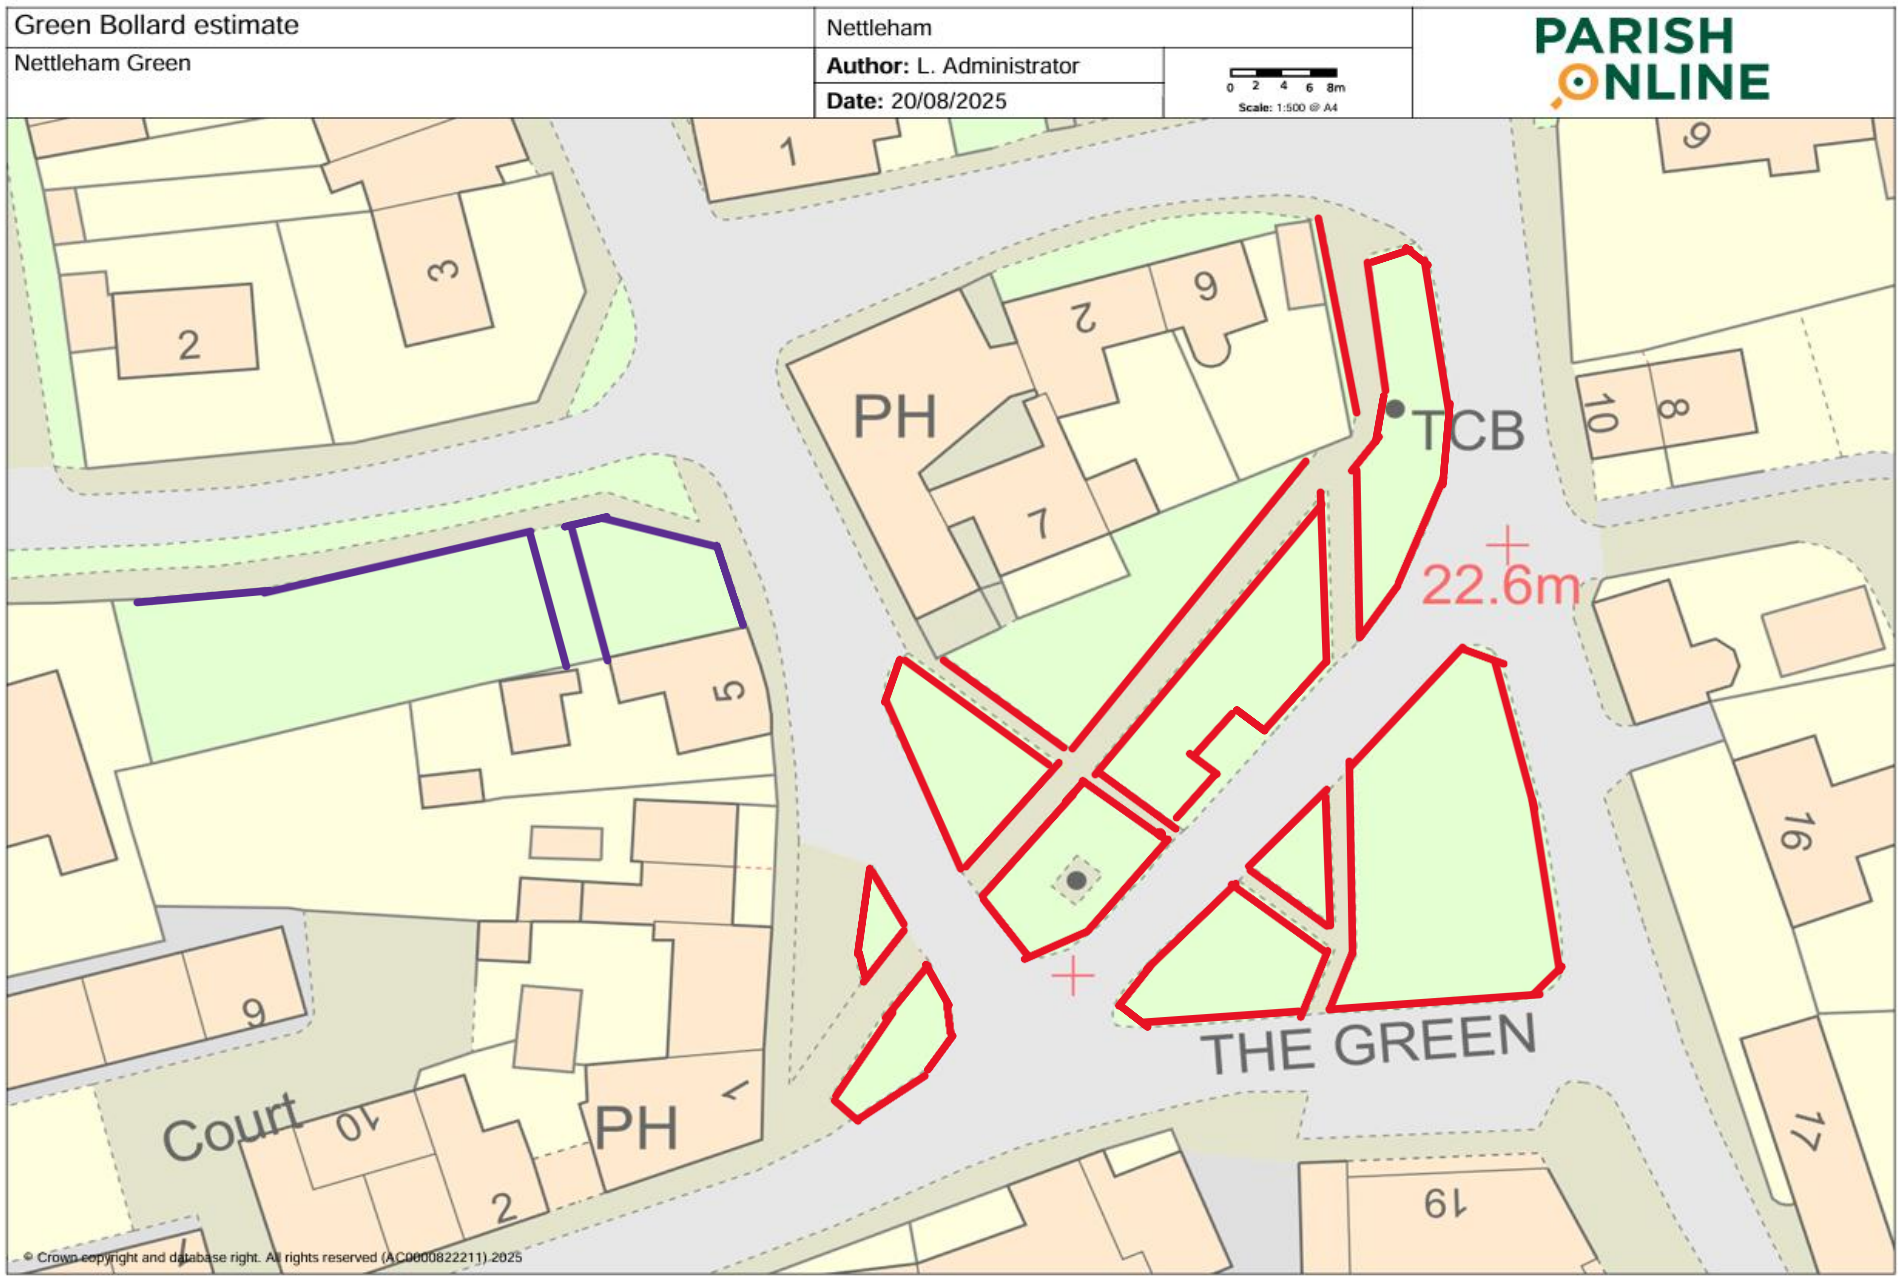 Green Bollard estimate
Nettleham
PARISH
ONLINE
Nettleham Green
Author: L. Administrator
Date: 20/08/2025
0 2 4 6 8m
Scale: 1:500 @ A4
1
9
3
2
2
6
PH
TCB
10
8
7
22.6m
5
16
9
THE GREEN
Court
10
PH
1
17
2
19
1
© Crown copyright and database right. All rights reserved (AC0000822211) 2025